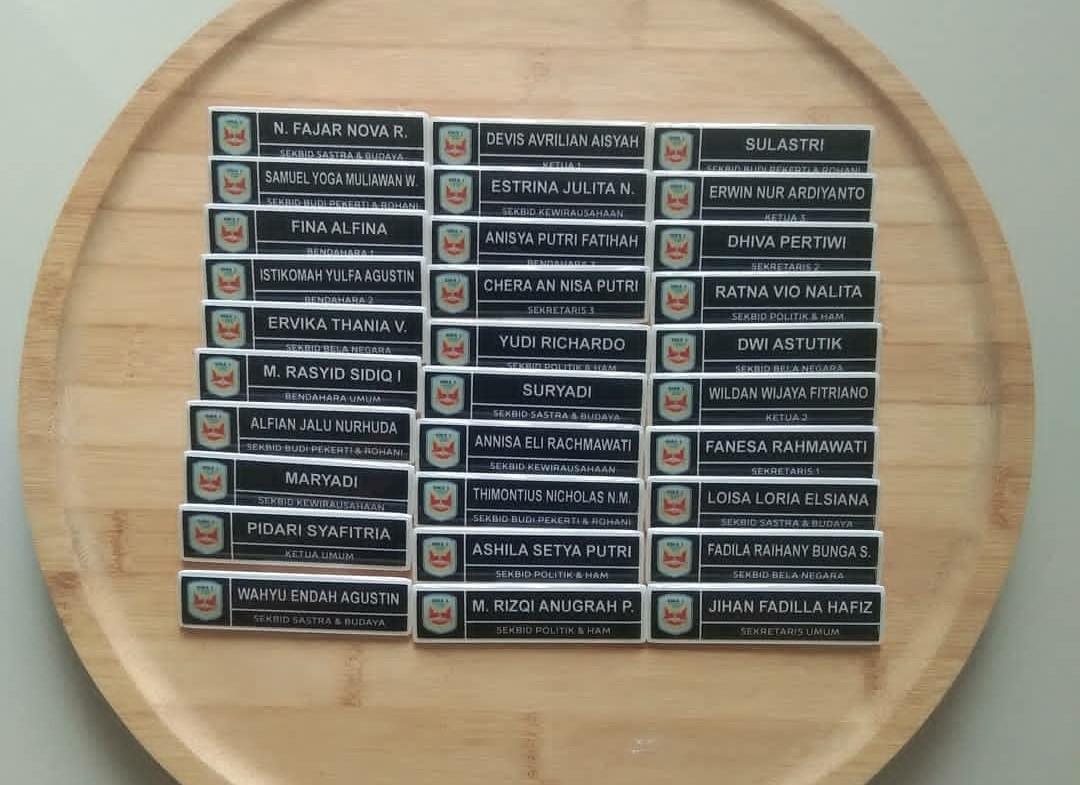 N. FAJAR NOVA R.
SEKBID SASTRA & BUDAYA
SAMUEL YOGA MULIAWAN W.
SEKBID BUDI PEKERTI & ROHANI
FINA ALFINA
BENDAHARA 1
ISTIKOMAH YULFA AGUSTIN
BENDAHARA 2
ERVIKA THANIA V.
SEKBID BELA NEGARA
M. RASYID SIDIQ I
BENDAHARA UMUM
ALFIAN JALU NURHUDA
SEKBID BUDI PEKERTI & ROHANI
MARYADI
SEKBID KEWIRAUSAHAAN
PIDARI SYAFITRIA
KETUA UMUM
WAHYU ENDAH AGUSTIN
SEKBID SASTRA & BUDAYA
DEVIS AVRILIAN AISYAH
KETUA 1
ESTRINA JULITA N.
SEKBID KEWIRAUSAHAAN
ANISYA PUTRI FATIHAH
BENDAHARA 3
CHERA AN NISA PUTRI
SEKRETARIS 3
YUDI RICHARDO
SEKBID POLITIK & HAM
SURYADI
SEKBID SASTRA & BUDAYA
ANNISA ELI RACHMAWATI
SEKBID KEWIRAUSAHAAN
THIMONTIUS NICHOLAS N.M.
SEKBID BUDI PEKERTI & ROHANI
ASHILA SETYA PUTRI
SEKBID POLITIK & HAM
M. RIZQI ANUGRAH P.
SEKBID POLITIK & HAM
SULASTRI
SEKBID BUDI PEKERTI & ROHANI
ERWIN NUR ARDIYANTO
KETUA 3
DHIVA PERTIWI
SEKRETARIS 2
RATNA VIO NALITA
SEKBID POLITIK & HAM
DWI ASTUTIK
SEKBID BELA NEGARA
WILDAN WIJAYA FITRIANO
KETUA 2
FANESA RAHMAWATI
SEKRETARIS 1
LOISA LORIA ELSIANA
SEKBID SASTRA & BUDAYA
FADILA RAIHANY BUNGA S.
SEKBID BELA NEGARA
JIHAN FADILLA HAFIZ
SEKRETARIS UMUM